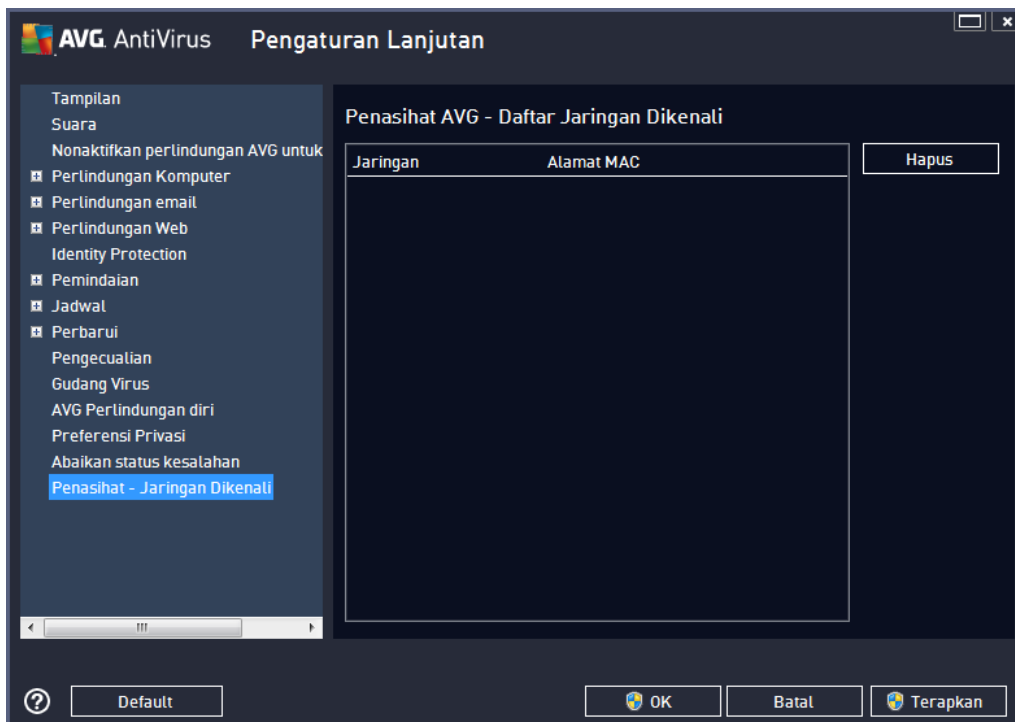 AVG. AntiVirus Pengaturan Lanjutan
Tampilan
Suara
Nonaktifkan perlindungan AVG untuk
Perlindungan Komputer
Perlindungan email
Perlindungan Web
Identity Protection
Pemindaian
Jadwal
Perbarui
Pengecualian
Gudang Virus
AVG Perlindungan diri
Preferensi Privasi
Abaikan status kesalahan
Penasihat - Jaringan Dikenali
Penasihat AVG - Daftar Jaringan Dikenali
Jaringan Alamat MAC
Hapus
Default
OK
Batal
Terapkan